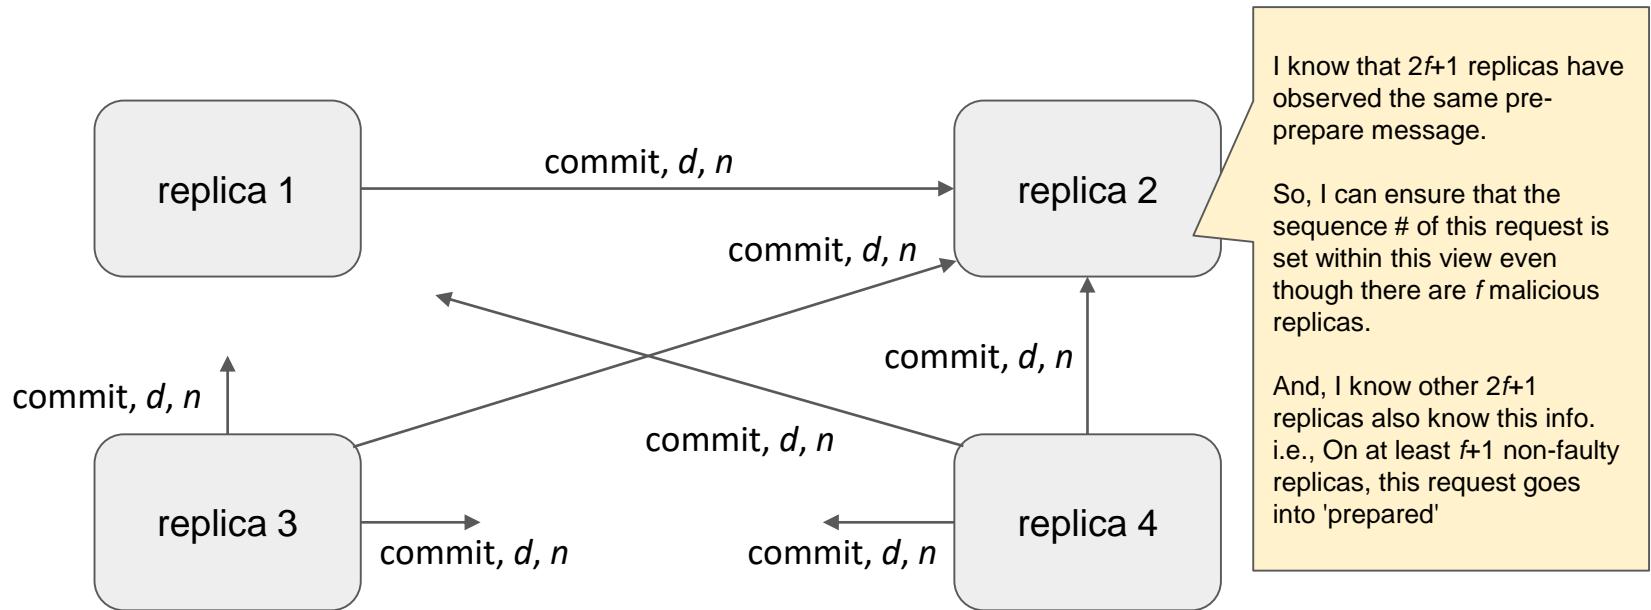 I know that 2f+1 replicas have
observed the same pre-
prepare message.
So, I can ensure that the
sequence # of this request is
set within this view even
though there are f malicious
replicas.
And, I know other 2f+1
replicas also know this info.
i.e., On at least f+1 non-faulty
replicas, this request goes
into 'prepared'
replica 1
commit, d, n
replica 2
commit, d, n
commit, d, n
commit, d, n
commit, d, n
replica 3
commit, d, n
commit, d, n
replica 4